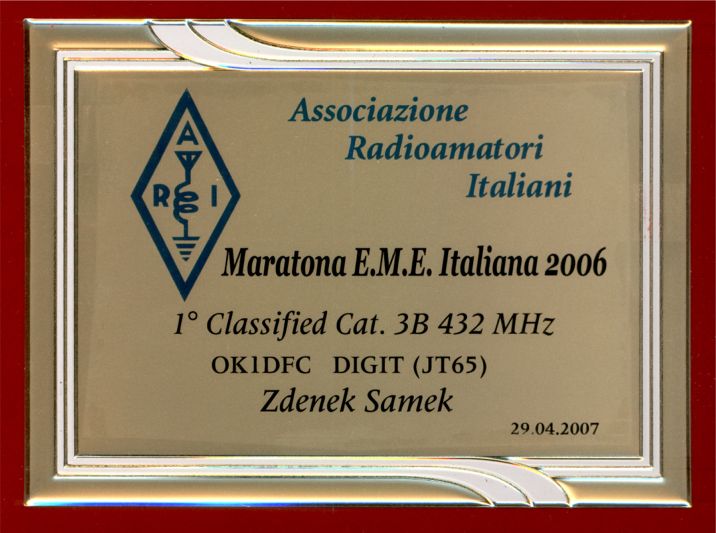 Associazione
Radioamatori
Italiani
A
R I
Maratona E.M.E. Italiana 2006
1° Classified Cat. 3B 432 MHz
OK1DFC DIGIT (JT65)
Zdenek Samek
29.04.2007